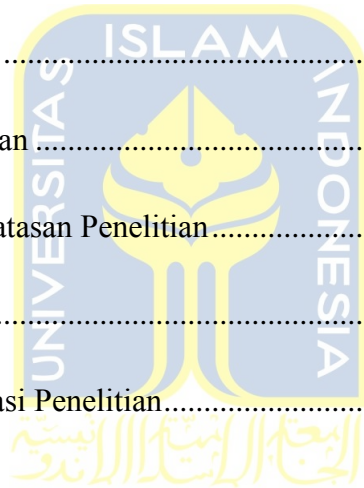 ISLAM
UNIVERSITAS
INDONESIA
........................................
an ........................................
atasan Penelitian ....................
........................................
asi Penelitian .........................